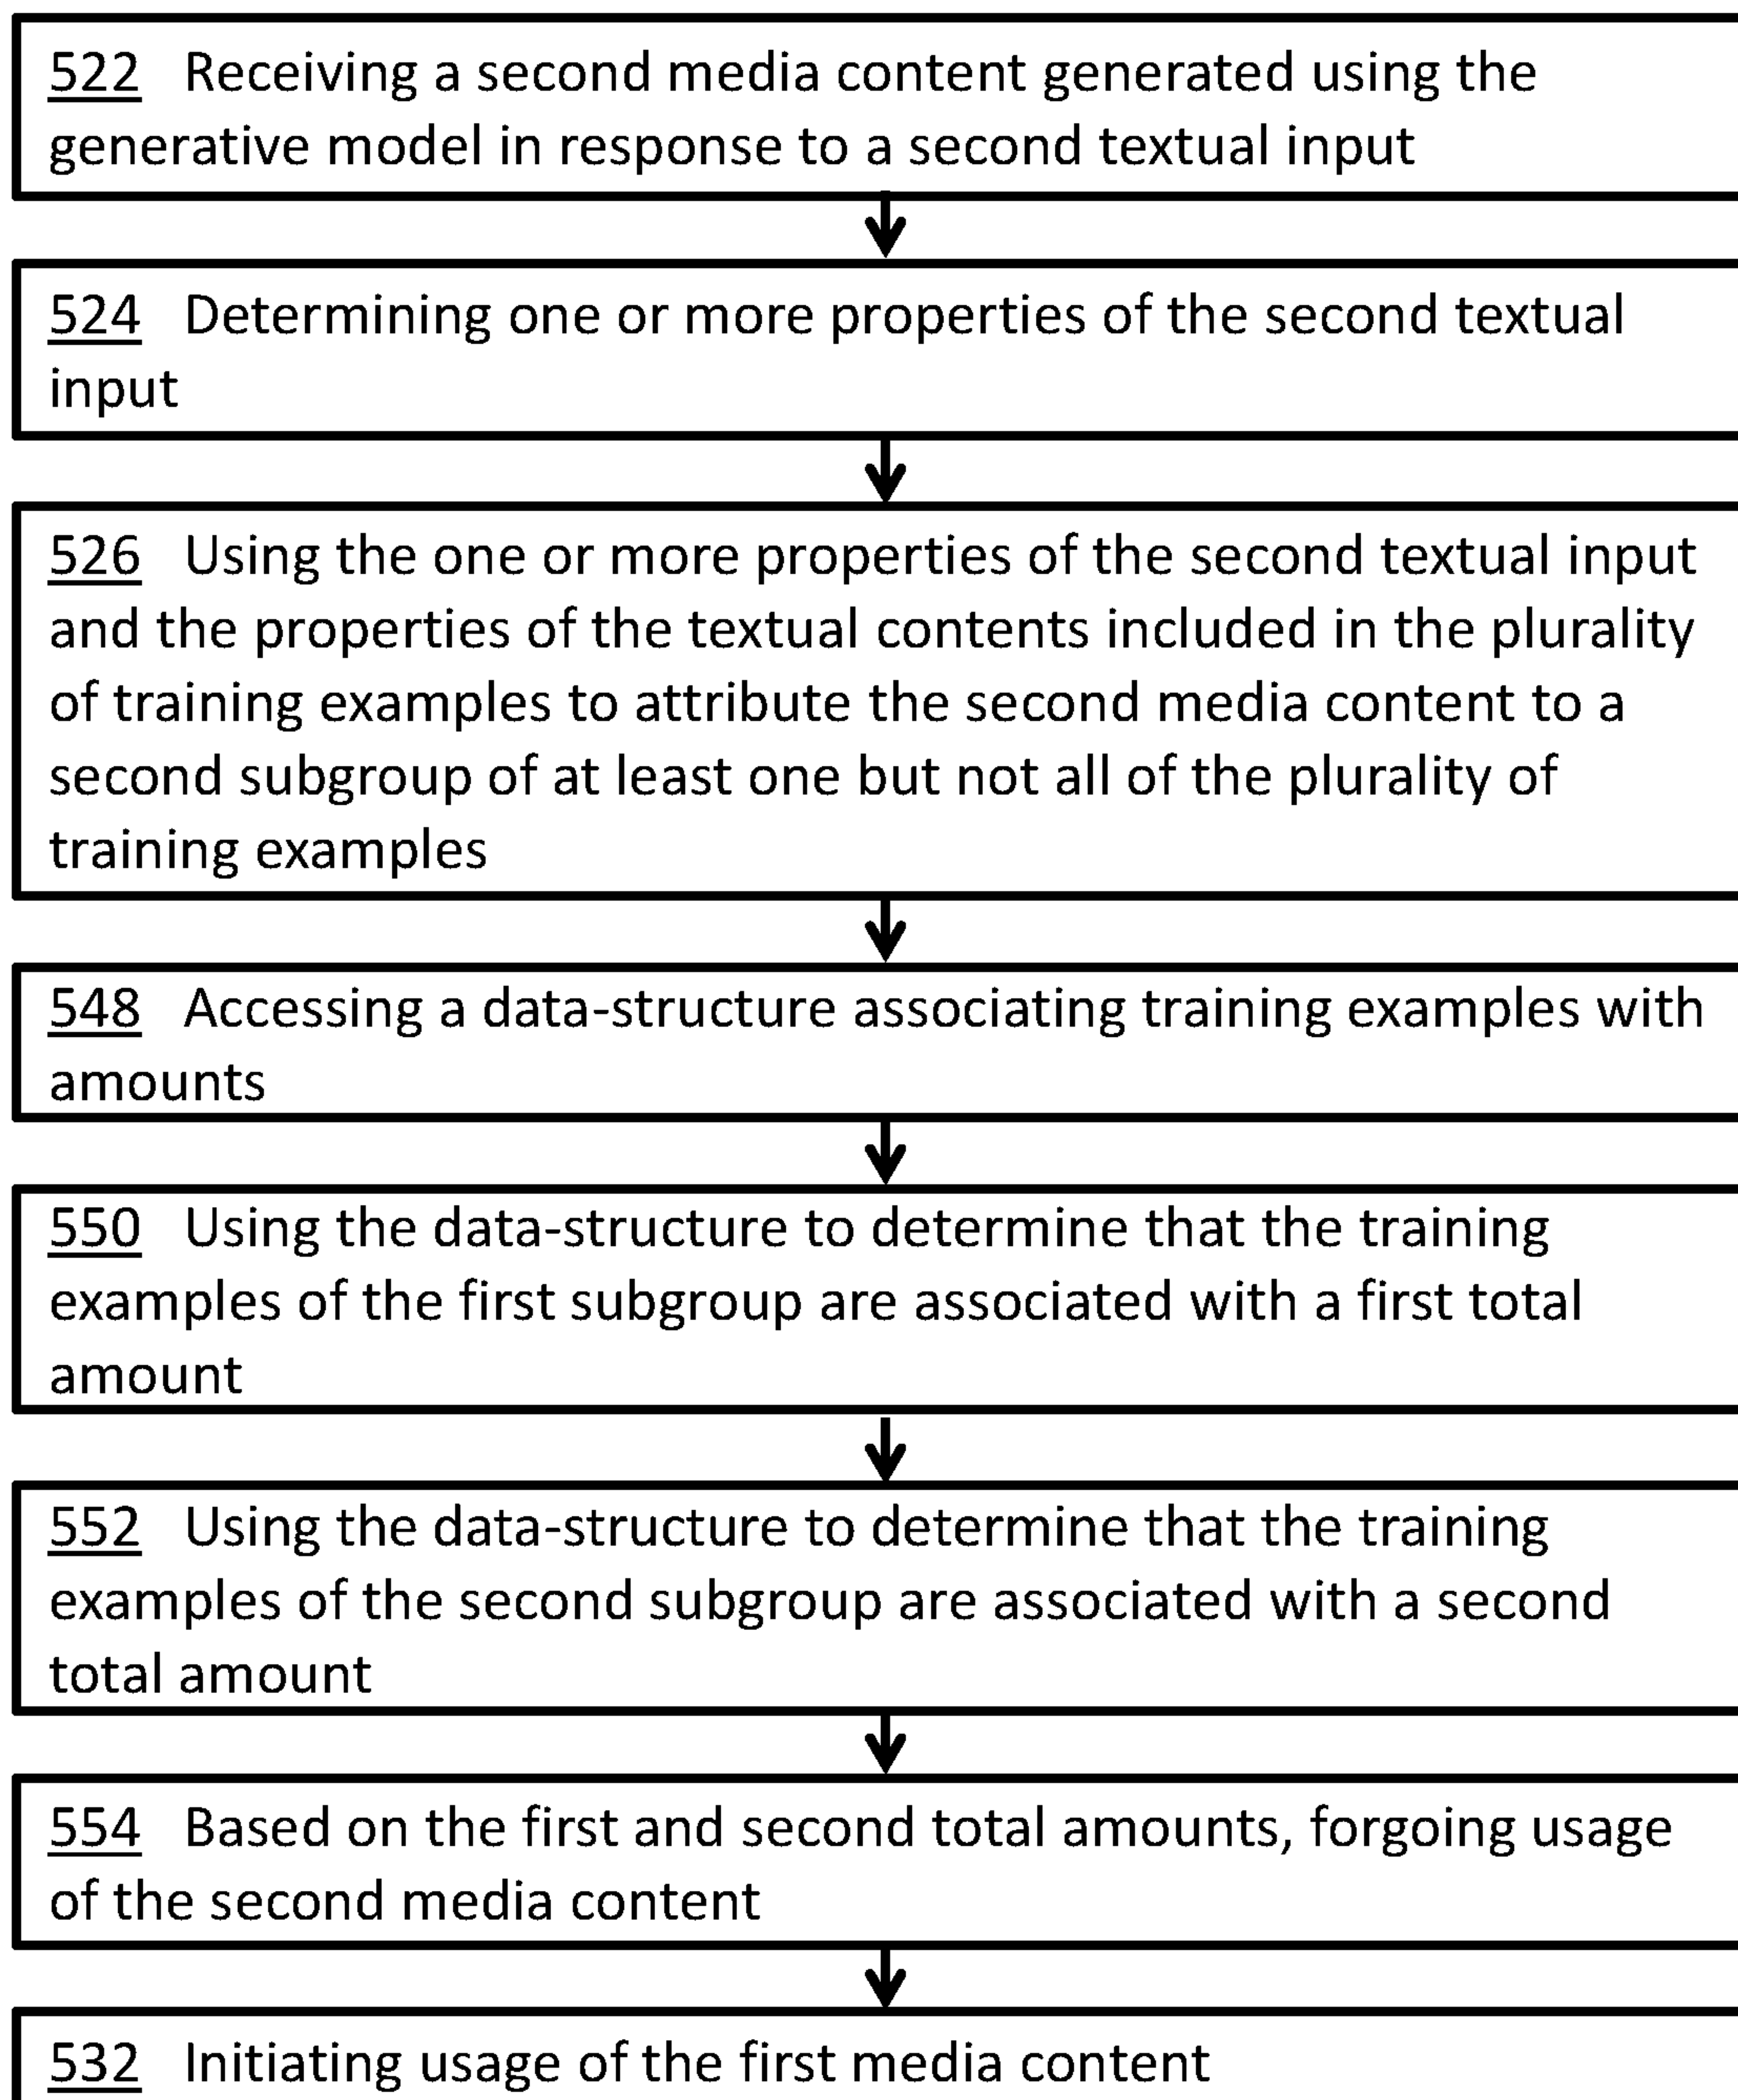 522 Receiving a second media content generated using the
generative model in response to a second textual input
524 Determining one or more properties of the second textual
input
526 Using the one or more properties of the second textual input
and the properties of the textual contents included in the plurality
of training examples to attribute the second media content to a
second subgroup of at least one but not all of the plurality of
training examples
548 Accessing a data-structure associating training examples with
amounts
550 Using the data-structure to determine that the training
examples of the first subgroup are associated with a first total
amount
552 Using the data-structure to determine that the training
examples of the second subgroup are associated with a second
total amount
554 Based on the first and second total amounts, forgoing usage
of the second media content
532 Initiating usage of the first media content